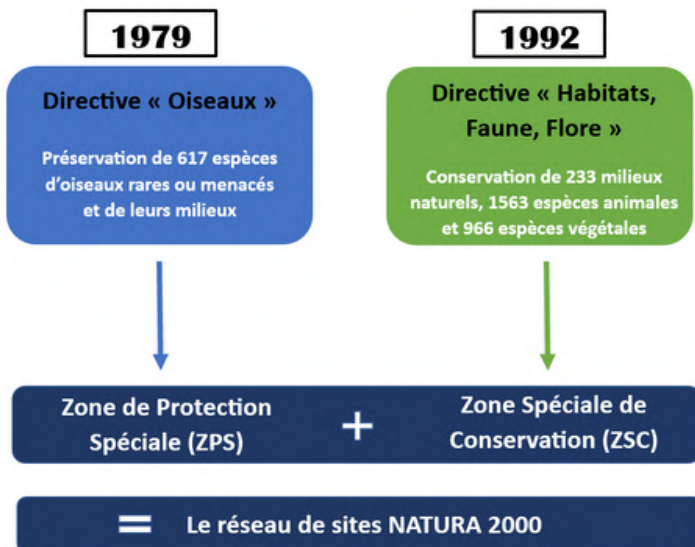 1979
Directive « Oiseaux »
Préservation de 617 espèces
d’oiseaux rares ou menacés
et de leurs milieux
1992
Directive « Habitats,
Faune, Flore »
Conservation de 233 milieux
naturels, 1563 espèces animales
et 966 espèces végétales
Zone de Protection
Spéciale (ZPS)
+
Zone Spéciale de
Conservation (ZSC)
= Le réseau de sites NATURA 2000